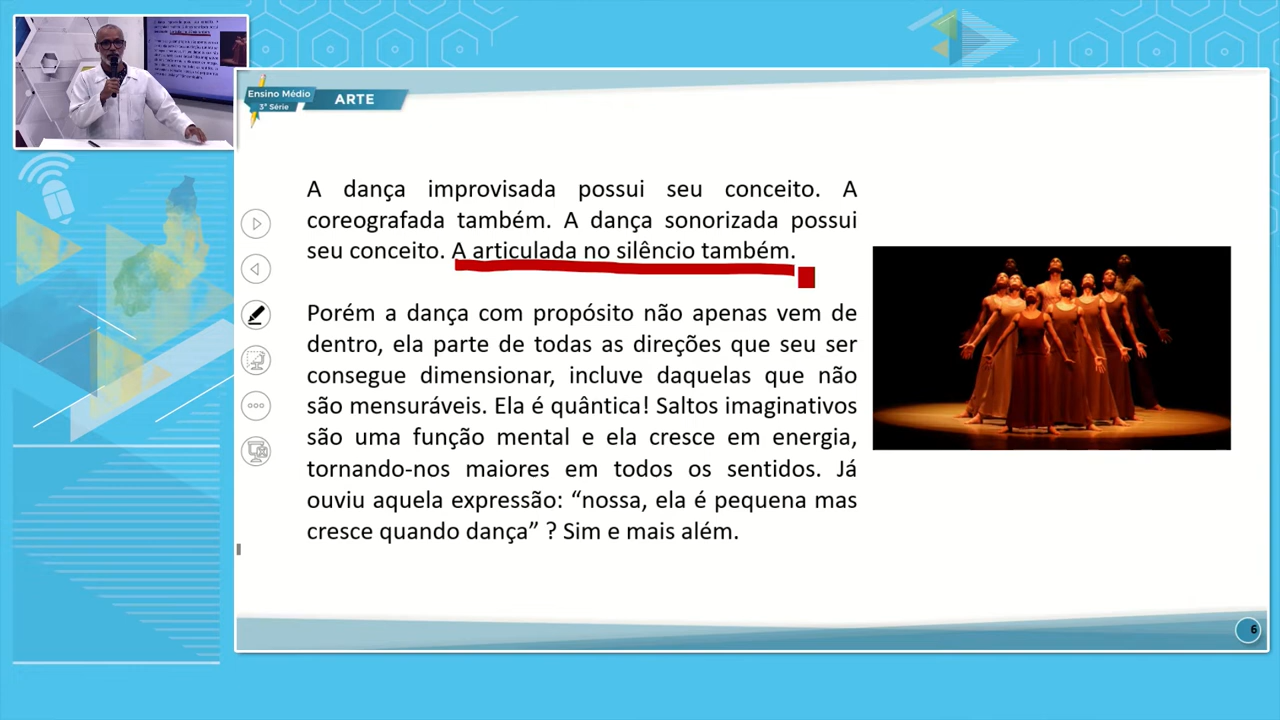 Ensino Médio
3ª Série
ARTE
A dança improvisada possui seu conceito. A
coreografada também. A dança sonorizada possui
seu conceito. A articulada no silêncio também.
Porém a dança com propósito não apenas vem de
dentro, ela parte de todas as direções que seu ser
consegue dimensionar, incluve daquelas que não
são mensuráveis. Ela é quântica! Saltos imaginativos
são uma função mental e ela cresce em energia,
tornando-nos maiores em todos os sentidos. Já
ouviu aquela expressão: “nossa, ela é pequena mas
cresce quando dança” ? Sim e mais além.
6